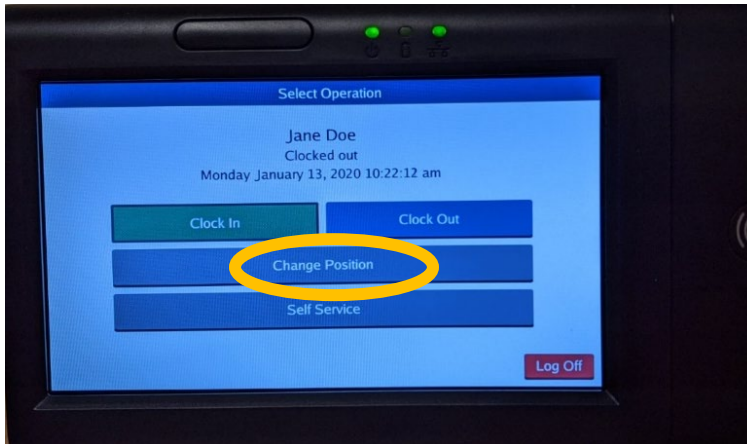 Select Operation
Jane Doe
Clocked out
Monday January 13, 2020 10:22:12 am
Clock In
Clock Out
Change Position
Self Service
Log Off